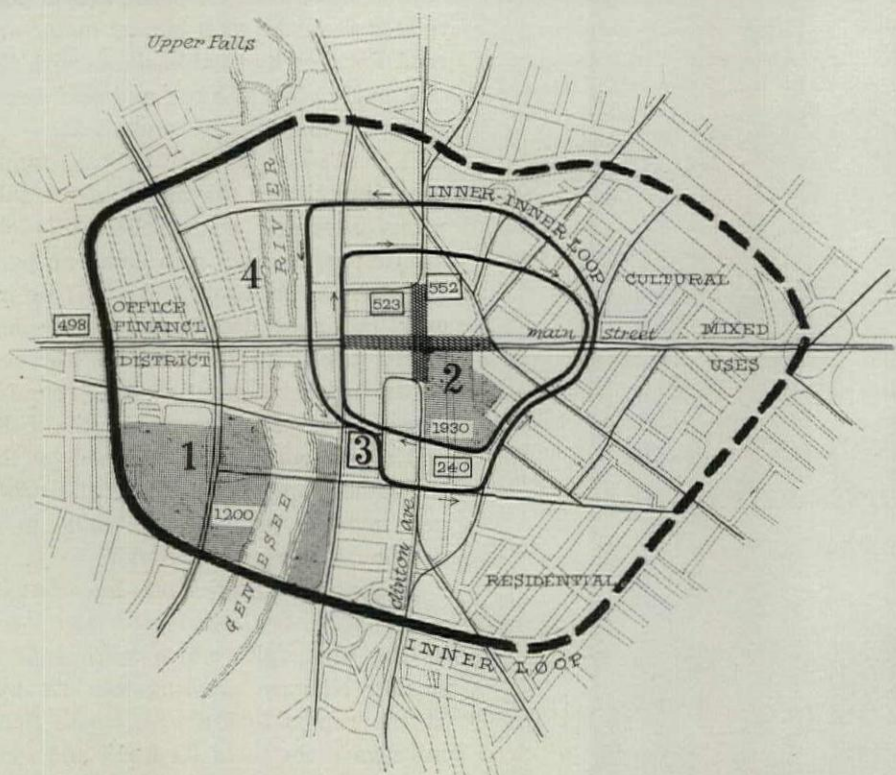 Upper Falls
RIVER
INNER-INNER LOOP
4
CULTURAL
552
523
OFFICE
FINANCL
498
main street
MIXED
DISTRICT
USES
2
1930
1
3
240
1200
GENESEE
clinton ave.
RESIDENTIAL
INNER LOOP